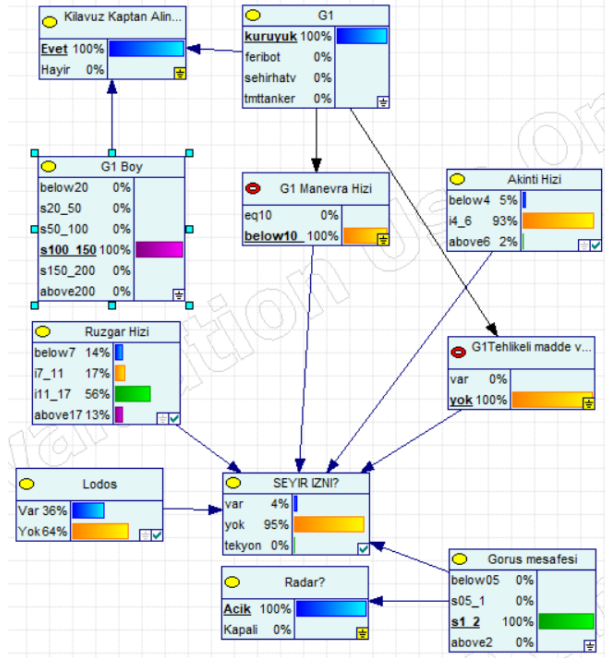 Kilavuz Kaptan Alin...
Evet 100%
Hayir 0%
G1
kuruyuk 100%
feribot 0%
sehirhatv 0%
tmttanker 0%
G1 Boy
below20 0%
s20_50 0%
s50_100 0%
s100_150 100%
s150_200 0%
above200 0%
G1 Manevra Hizi
eq10 0%
below10_ 100%
Akinti Hizi
below4 5%
i4_6 93%
above6 2%
Ruzgar Hizi
below7 14%
i7_11 17%
i11_17 56%
above17 13%
G1Tehlikeli madde v...
var 0%
yok 100%
Lodos
Var 36%
Yok 64%
SEYIR IZNI?
var 4%
yok 95%
tekyon 0%
Gorus mesafesi
below05 0%
s05_1 0%
s1_2 100%
above2 0%
Radar?
Acik 100%
Kapali 0%